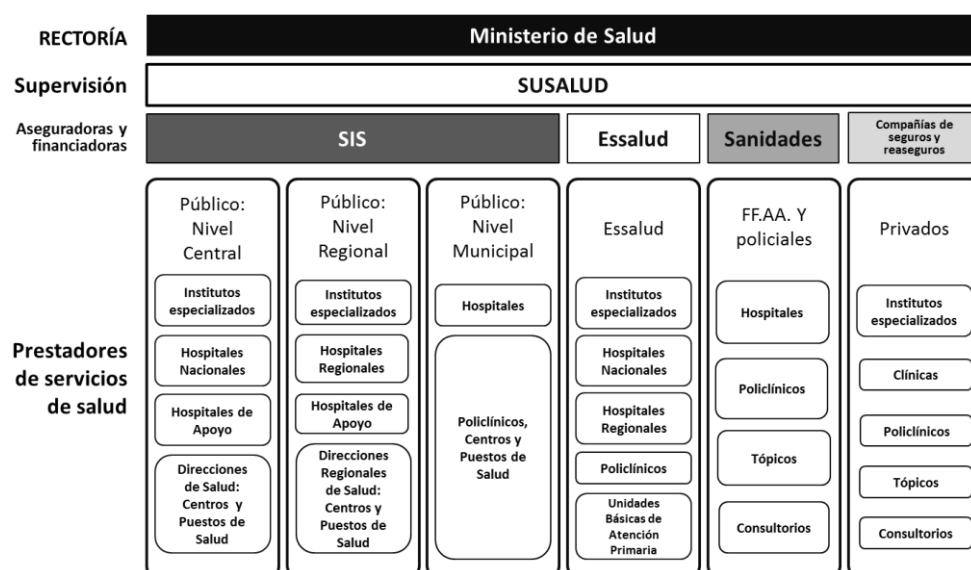 RECTORÍA
Ministerio de Salud
Supervisión
SUSALUD
Aseguradoras y
financiadoras
SIS
Essalud
Sanidades
Compañías de
seguros y
reaseguros
Prestadores
de servicios
de salud
Público:
Nivel
Central
Institutos
especializados
Hospitales
Nacionales
Hospitales de
Apoyo
Direcciones
de Salud:
Centros y
Puestos de
Salud
Público:
Nivel
Regional
Institutos
especializados
Hospitales
Regionales
Hospitales de
Apoyo
Direcciones
Regionales
de Salud:
Centros y
Puestos de
Salud
Público:
Nivel
Municipal
Hospitales
Policlínicos,
Centros y
Puestos de
Salud
Essalud
Institutos
especializados
Hospitales
Nacionales
Hospitales
Regionales
Policlínicos
Unidades
Básicas de
Atención
Primaria
FF.AA. Y
policiales
Hospitales
Policlínicos
Tópicos
Consultorios
Privados
Institutos
especializados
Clínicas
Policlínicos
Tópicos
Consultorios